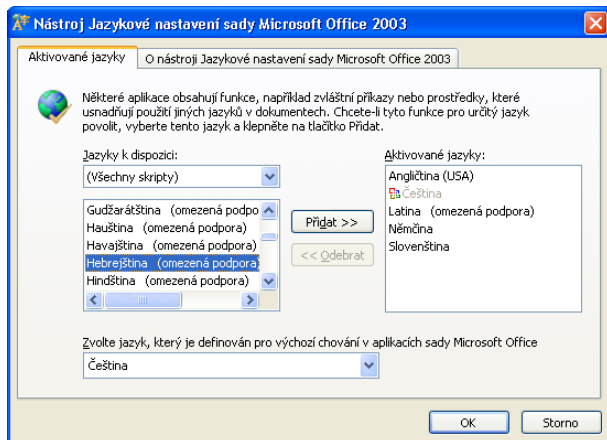 Nástroj Jazykové nastavení sady Microsoft Office 2003
Aktivované jazyky
O nástroji Jazykové nastavení sady Microsoft Office 2003
Některé aplikace obsahují funkce, například zvláštní příkazy nebo prostředky, které
usnadňují použití jiných jazyků v dokumentech. Chcete-li tyto funkce pro určitý jazyk
povolit, vyberte tento jazyk a klepněte na tlačítko Přidat.
Jazyky k dispozici:
(Všechny skripty)
Gudžarátština (omezená podpo
Hauština (omezená podpora)
Havajština (omezená podpora)
Hebrejština (omezená podpora
Hindština (omezená podpora)
Přidat >>
<< Odebrat
Aktivované jazyky:
Angličtina (USA)
Čeština
Latina (omezená podpora)
Němčina
Slovenština
Zvolte jazyk, který je definován pro výchozí chování v aplikacích sady Microsoft Office
Čeština
OK
Storno